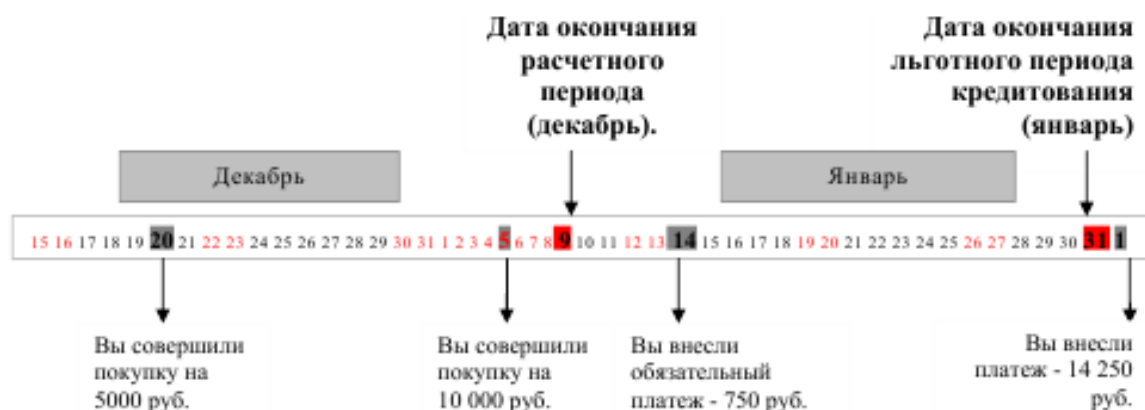 Дата окончания
расчетного
периода
(декабрь).
Дата окончания
льготного периода
кредитования
(январь)
Декабрь
Январь
15 16 17 18 19 20 21 22 23 24 25 26 27 28 29 30 31 1 2 3 4 5 6 7 8 9 10 11 12 13 14 15 16 17 18 19 20 21 22 23 24 25 26 27 28 29 30 31 1
Вы совершили
покупку на
5000 руб.
Вы совершили
покупку на
10 000 руб.
Вы внесли
обязательный
платеж - 750 руб.
Вы внесли
платеж - 14 250
руб.